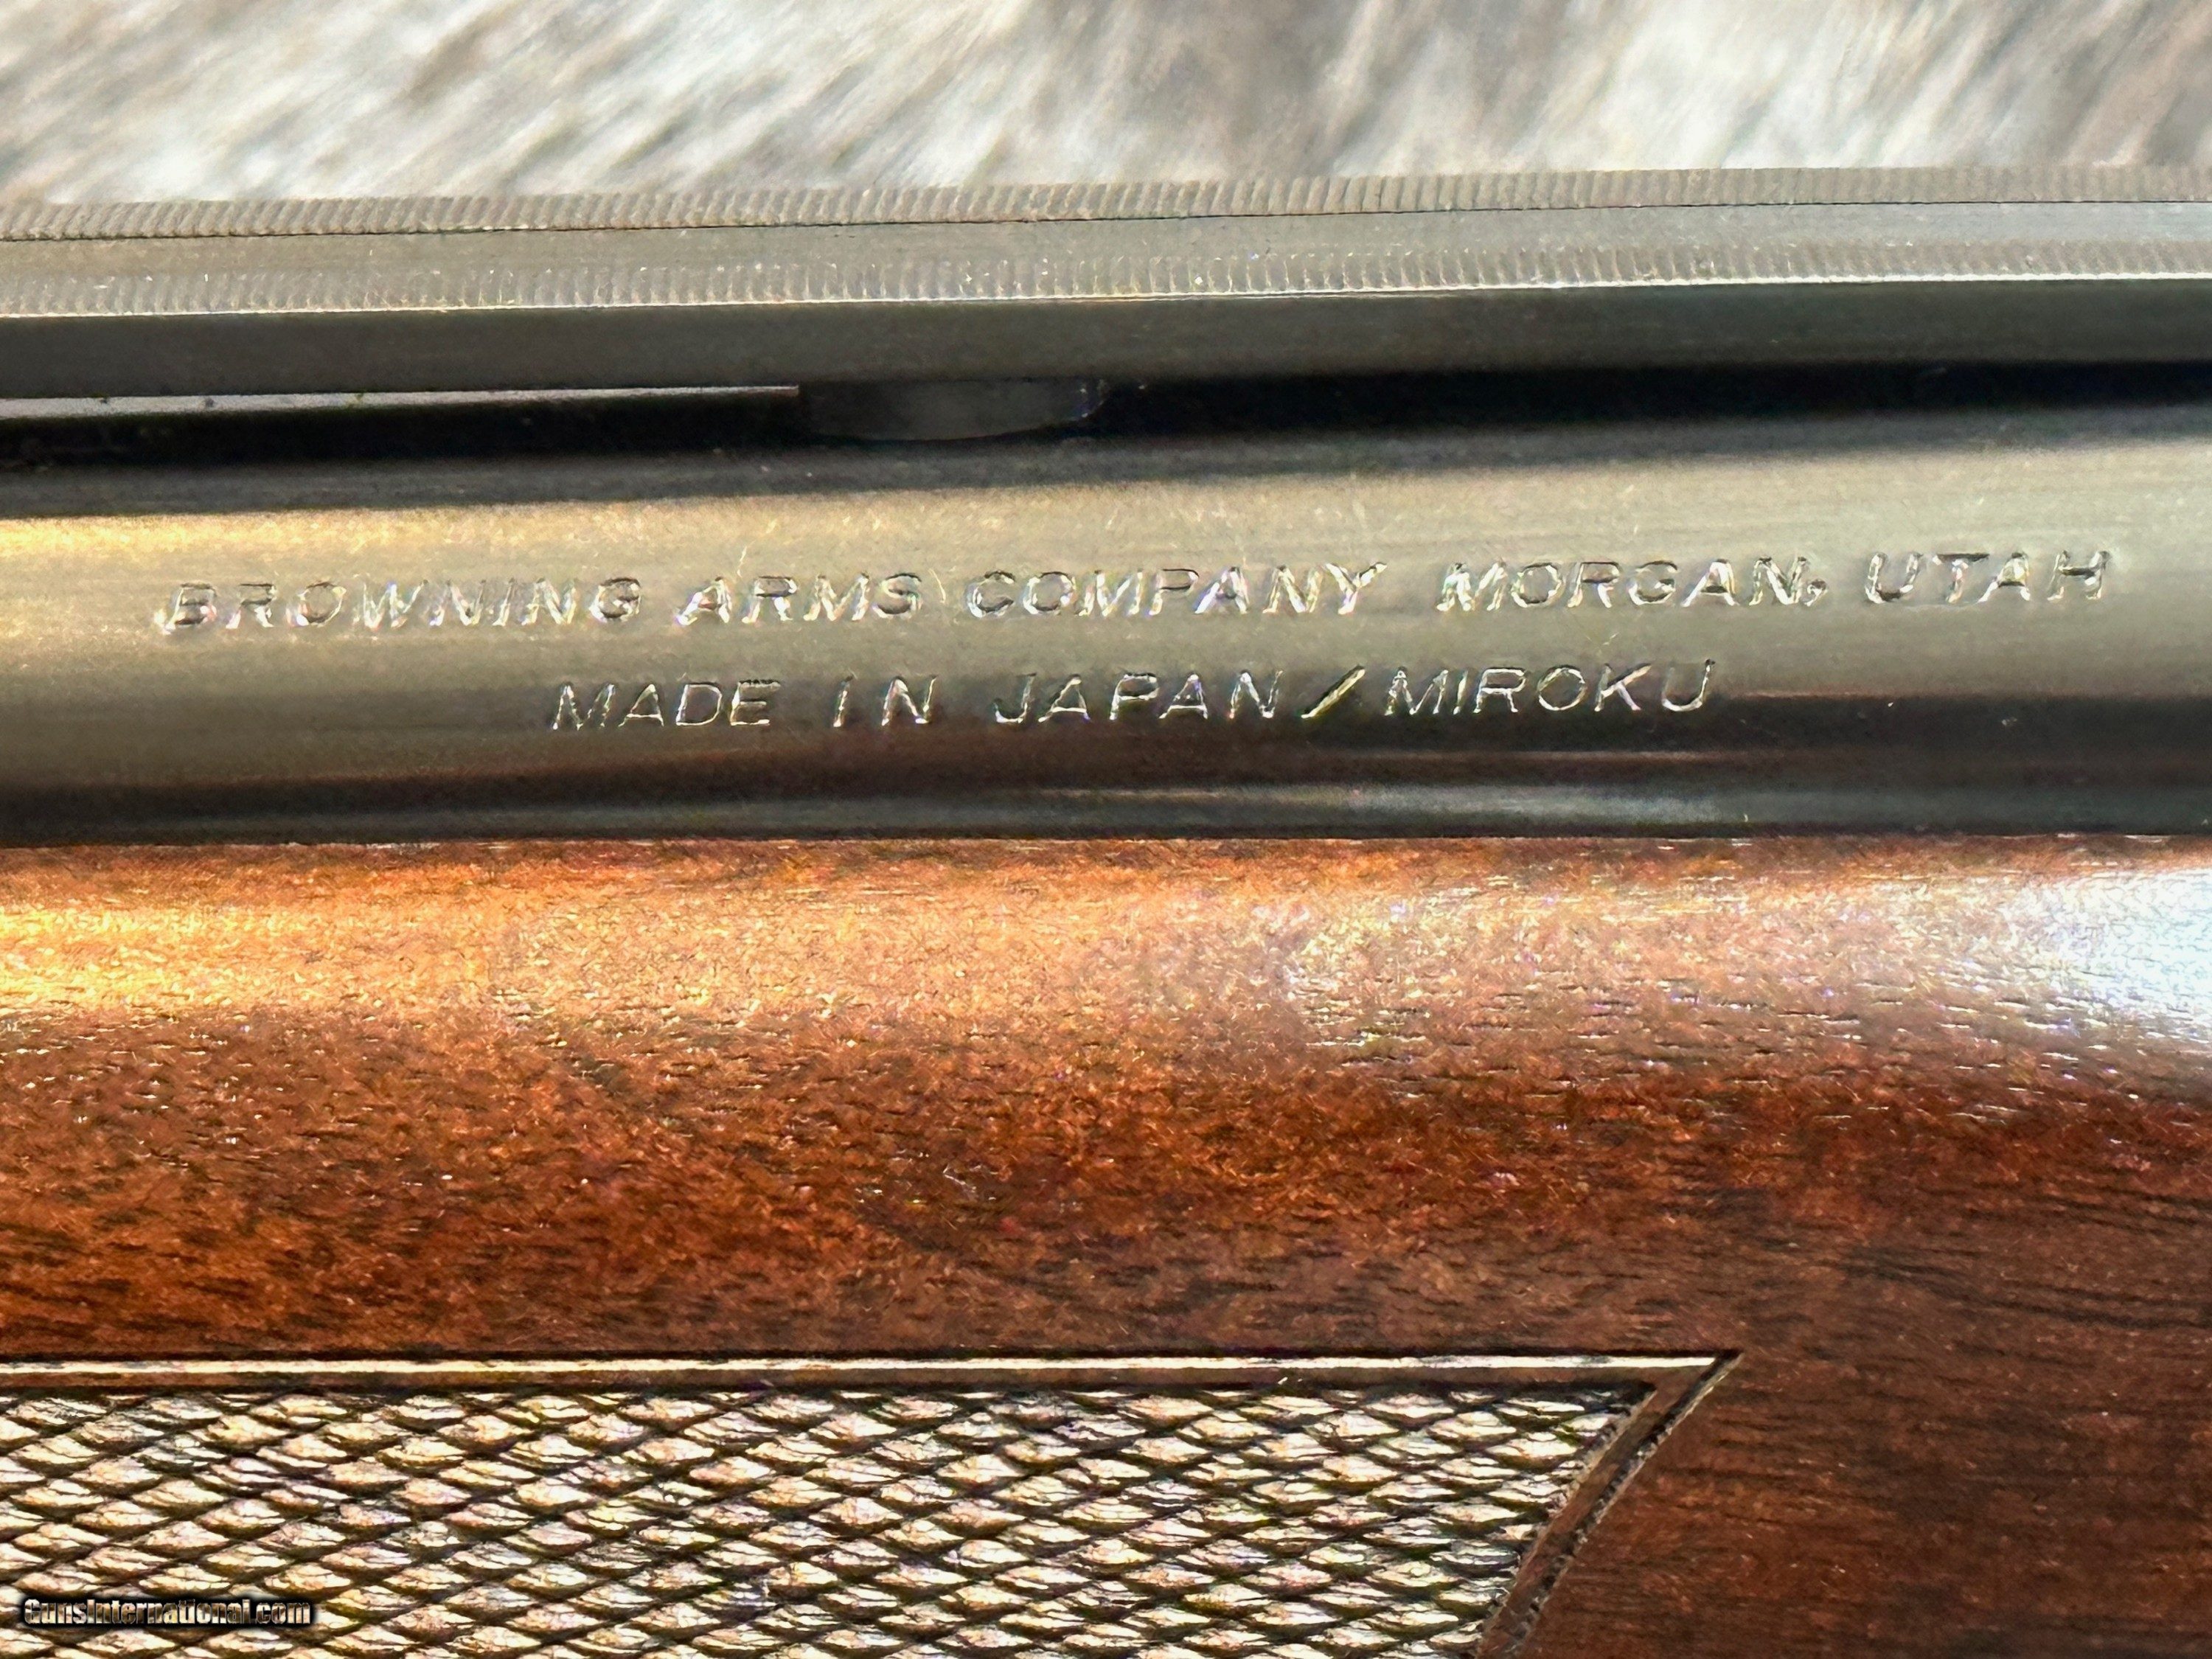 BROWNING ARMS COMPANY MORGAN, UTAH
MADE IN JAPAN/MIROKU
GunsInternational.com